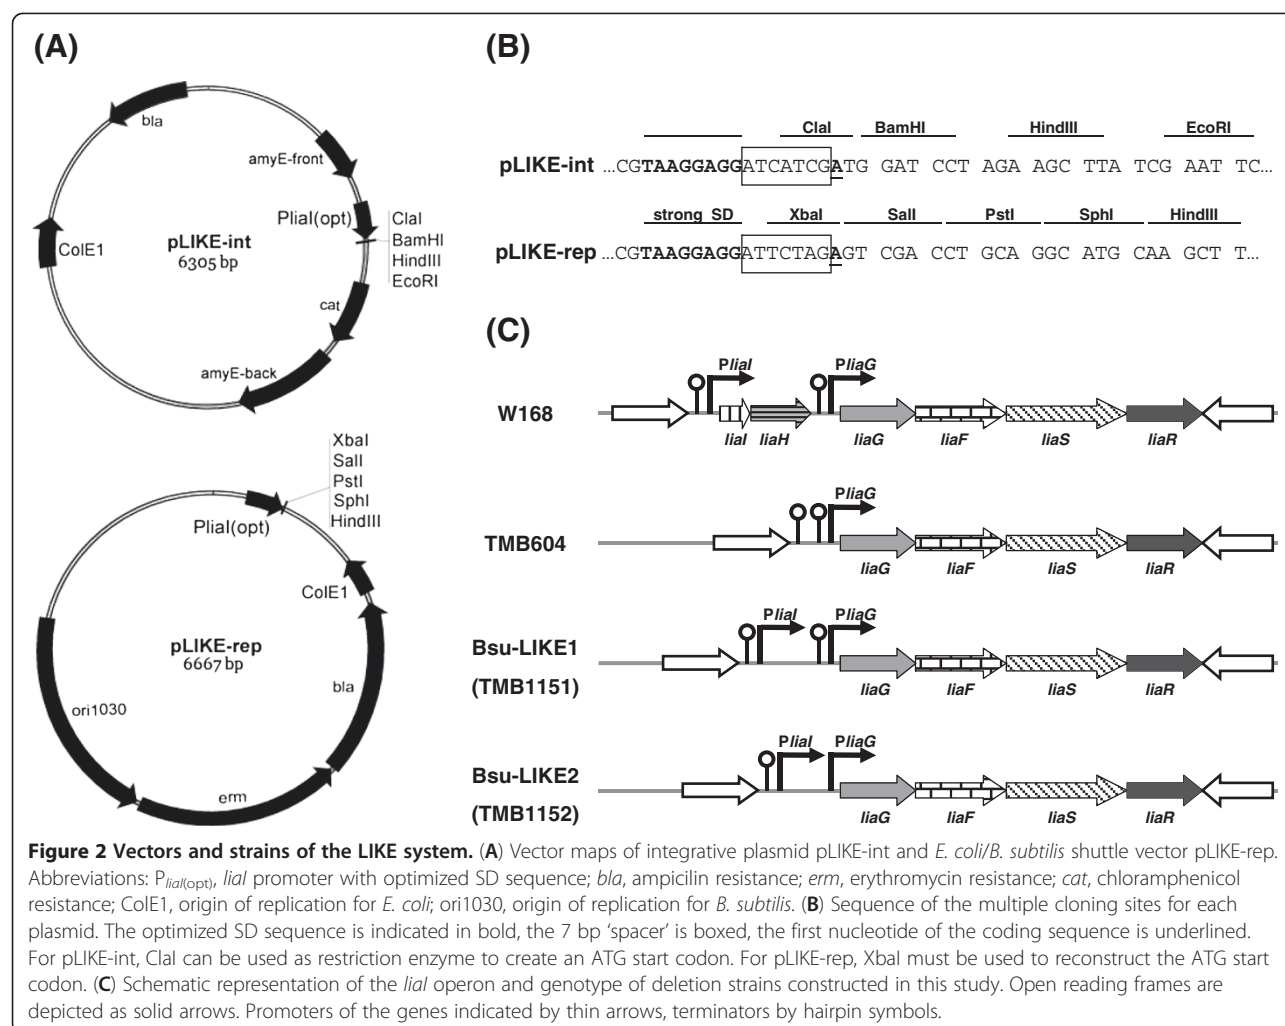 (A)
bla
amyE-front
PliaI(opt)
ClaI
BamHI
HindIII
EcoRI
pLIKE-int
6305 bp
ColE1
cat
amyE-back
XbaI
SalI
PstI
SphI
HindIII
PliaI(opt)
ColE1
pLIKE-rep
6667 bp
bla
ori1030
erm
(B)
ClaI BamHI HindIII EcoRI
pLIKE-int ...CGTAAGGAGGATCATCGATG GAT CCT AGA AGC TTA TCG AAT TC...
strong SD XbaI SalI PstI SphI HindIII
pLIKE-rep ...CGTAAGGAGGATTCTAGAGT CGA CCT GCA GGC ATG CAA GCT T...
(C)
PliaI PliaG
W168
liaI liaH liaG liaF liaS liaR
PliaG
TMB604
liaG liaF liaS liaR
PliaI PliaG
Bsu-LIKE1
(TMB1151)
liaG liaF liaS liaR
PliaI PliaG
Bsu-LIKE2
(TMB1152)
liaG liaF liaS liaR
Figure 2 Vectors and strains of the LIKE system. (A) Vector maps of integrative plasmid pLIKE-int and E. coli/B. subtilis shuttle vector pLIKE-rep.
Abbreviations: PliaI(opt), liaI promoter with optimized SD sequence; bla, ampicilin resistance; erm, erythromycin resistance; cat, chloramphenicol
resistance; ColE1, origin of replication for E. coli; ori1030, origin of replication for B. subtilis. (B) Sequence of the multiple cloning sites for each
plasmid. The optimized SD sequence is indicated in bold, the 7 bp ‘spacer’ is boxed, the first nucleotide of the coding sequence is underlined.
For pLIKE-int, ClaI can be used as restriction enzyme to create an ATG start codon. For pLIKE-rep, XbaI must be used to reconstruct the ATG start
codon. (C) Schematic representation of the liaI operon and genotype of deletion strains constructed in this study. Open reading frames are
depicted as solid arrows. Promoters of the genes indicated by thin arrows, terminators by hairpin symbols.